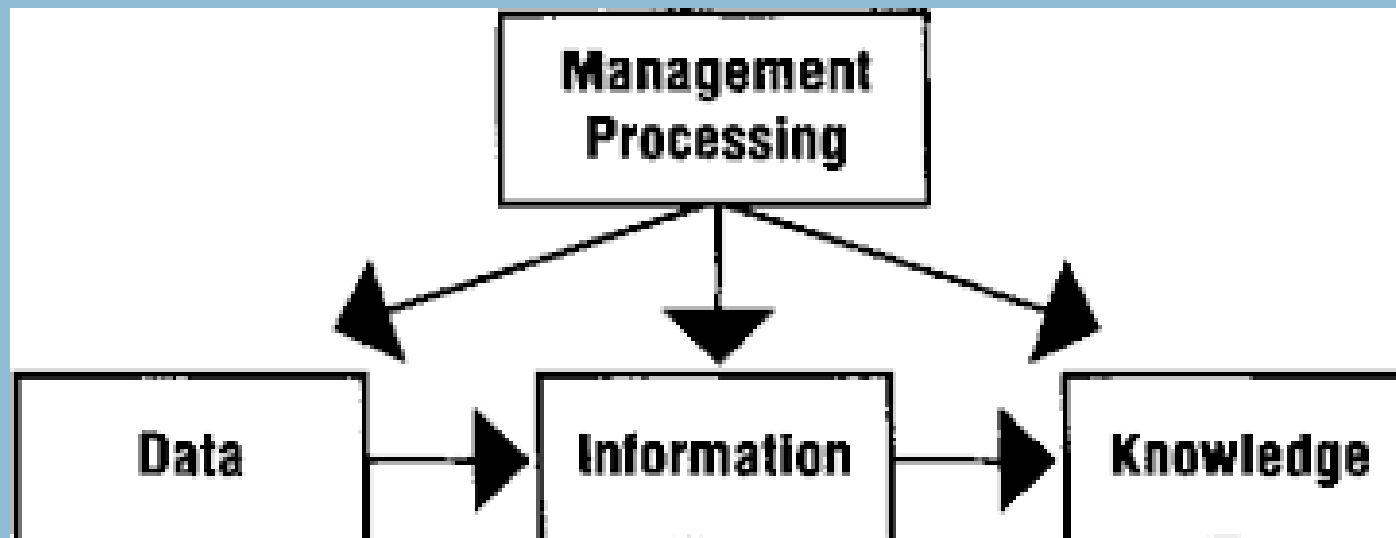 Management
Processing
Data
Information
Knowledge